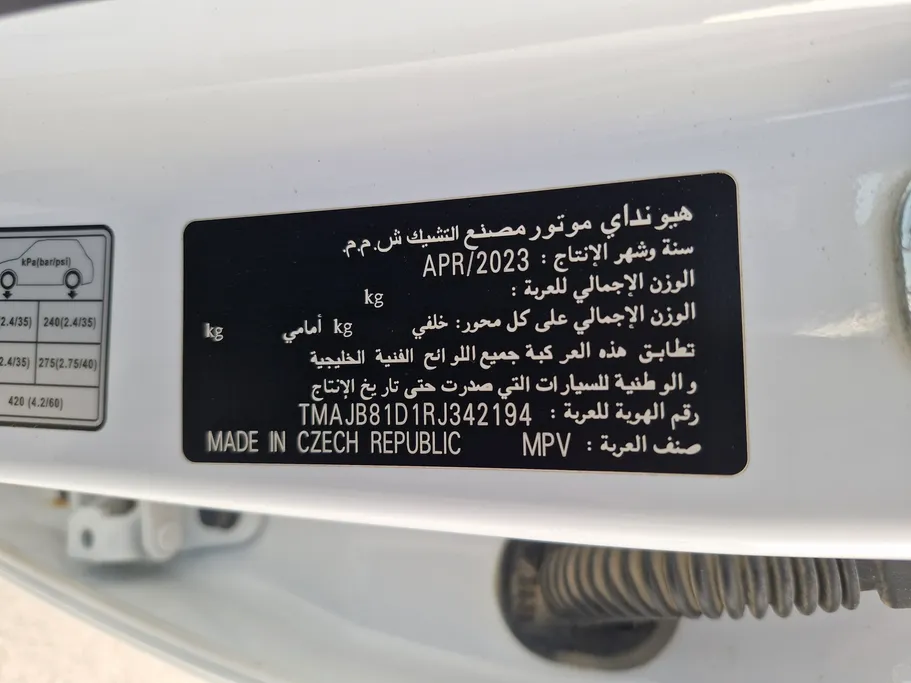 kPa(bar/psi)
2.4/35) 240(2.4/35)
2.4/35) 275(2.75/40)
420 (4.2/60)
هيونداي موتور مصنع التشيك ش.م.م.
سنة وشهر الإنتاج : APR/2023
الوزن الإجمالي للعربة : kg
الوزن الإجمالي على كل محور: خلفي kg أمامي kg
تطابق هذه العركبة جميع اللوائح الفنية الخليجية
والوطنية للسيارات التي صدرت حتى تاريخ الإنتاج
رقم الهوية للعربة : TMAJB81D1RJ342194
صنف العربة : MPV MADE IN CZECH REPUBLIC